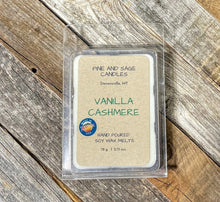 PINE AND SAGE
CANDLES
VANILLA
CASHMERE
HAND POURED
SOY WAX MELTS